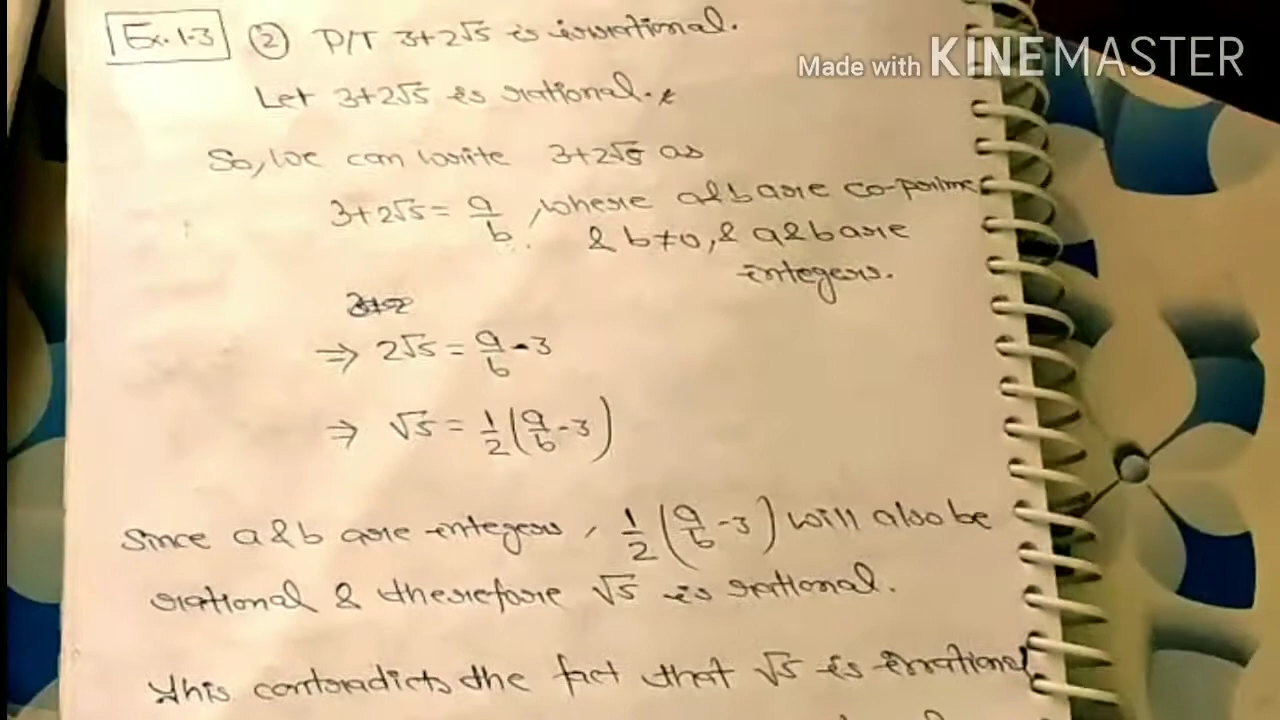 Made with KINEMASTER
Ex. 1.3 ② P/T 3+2√5 is irrational.
Let 3+2√5 is rational.
So, we can write 3+2√5 as
3+2√5 = a/b, where a & b are co-prime
& b≠0, & a & b are
integers.
⇒ 2√5 = a/b - 3
⇒ √5 = 1/2 (a/b - 3)
Since a & b are integers, 1/2 (a/b - 3) will also be
rational & therefore √5 is rational.
This contradicts the fact that √5 is irrational